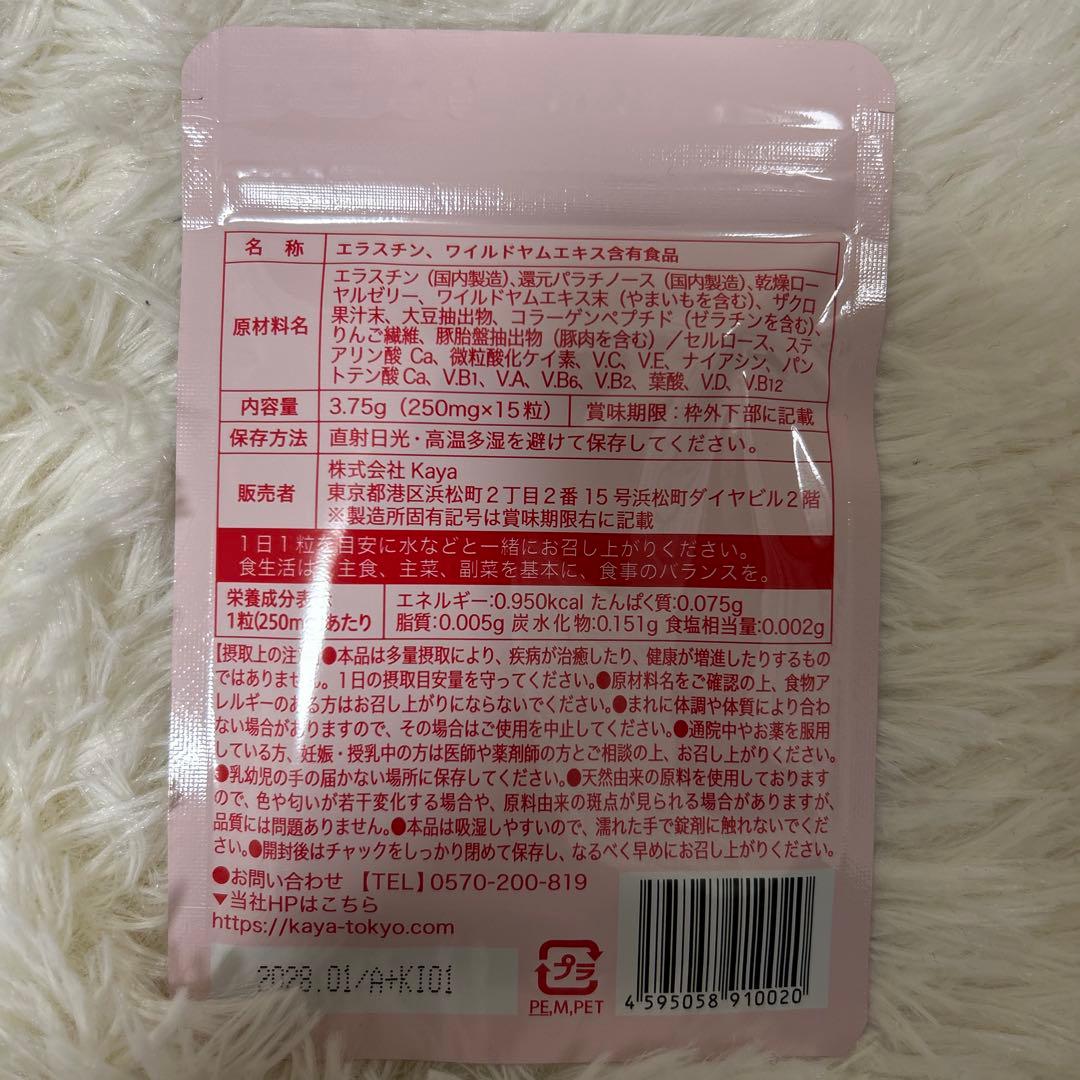 名称 エラスチン、ワイルドヤムエキス含有食品
原材料名
エラスチン（国内製造）、還元パラチノース（国内製造）、乾燥ロー
ヤルゼリー、ワイルドヤムエキス末（やまいもを含む）、ザクロ
果汁末、大豆抽出物、コラーゲンペプチド（ゼラチンを含む）、
りんご繊維、豚胎盤抽出物（豚肉を含む）／セルロース、ステ
アリン酸Ca、微粒酸化ケイ素、V.C、V.E、ナイアシン、パン
トテン酸Ca、V.B1、V.A、V.B6、V.B2、葉酸、V.D、V.B12
内容量 3.75g（250mg×15粒） 賞味期限：枠外下部に記載
保存方法 直射日光・高温多湿を避けて保存してください。
販売者
株式会社Kaya
東京都港区浜松町2丁目2番15号浜松町ダイヤビル2階
※製造所固有記号は賞味期限右に記載
1日1粒を目安に水などと一緒にお召し上がりください。
食生活は、主食、主菜、副菜を基本に、食事のバランスを。
栄養成分表示 エネルギー:0.950kcal たんぱく質:0.075g
1粒(250mg)あたり 脂質:0.005g 炭水化物:0.151g 食塩相当量:0.002g
【摂取上の注意】●本品は多量摂取により、疾病が治癒したり、健康が増進したりするもの
ではありません。1日の摂取目安量を守ってください。●原材料名をご確認の上、食物ア
レルギーのある方はお召し上がりにならないでください。●まれに体調や体質により合わ
ない場合がありますので、その場合はご使用を中止してください。●通院中やお薬を服用
している方、妊娠・授乳中の方は医師や薬剤師の方とご相談の上、お召し上がりください。
●乳幼児の手の届かない場所に保存してください。●天然由来の原料を使用しております
ので、色や匂いが若干変化する場合や、原料由来の斑点が見られる場合がありますが、
品質には問題ありません。●本品は吸湿しやすいので、濡れた手で錠剤に触れないでくだ
さい。●開封後はチャックをしっかり閉めて保存し、なるべく早めにお召し上がりください。
●お問い合わせ 【TEL】0570-200-819
▼当社HPはこちら
https://kaya-tokyo.com
2028.01/A+KI01
プラ
PE,M,PET
4 595058 910020